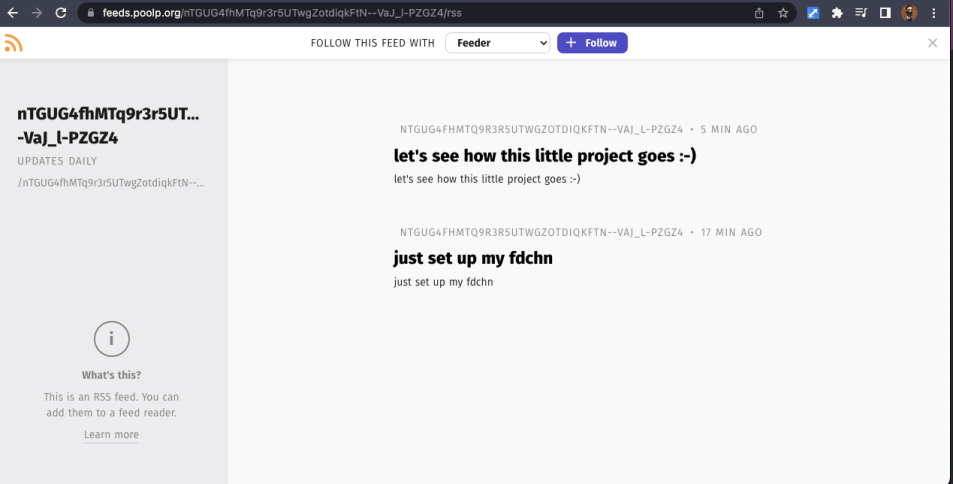 feeds.poolp.org/nTGUG4fhMTq9r3r5UTwgZotdiqkFtN--VaJ_l-PZGZ4/rss
FOLLOW THIS FEED WITH Feeder + Follow
nTGUG4fhMTq9r3r5UT...
-VaJ_l-PZGZ4
UPDATES DAILY
/nTGUG4fhMTq9r3r5UTwgZotdiqkFtN--...
NTGUG4FHMTQ9R3R5UTWGZOTDIQKFTN--VAJ_L-PZGZ4 • 5 MIN AGO
let's see how this little project goes :-)
let's see how this little project goes :-)
NTGUG4FHMTQ9R3R5UTWGZOTDIQKFTN--VAJ_L-PZGZ4 • 17 MIN AGO
just set up my fdchn
just set up my fdchn
i
What's this?
This is an RSS feed. You can
add them to a feed reader.
Learn more